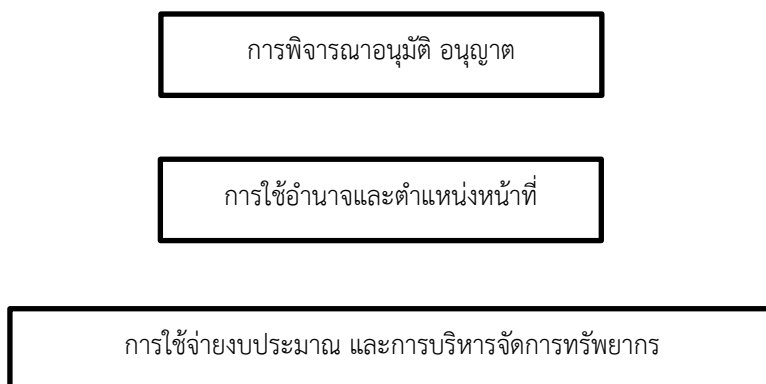 การพิจารณาอนุมัติ อนุญาต
การใช้อำนาจและตำแหน่งหน้าที่
การใช้จ่ายงบประมาณ และการบริหารจัดการทรัพยากร